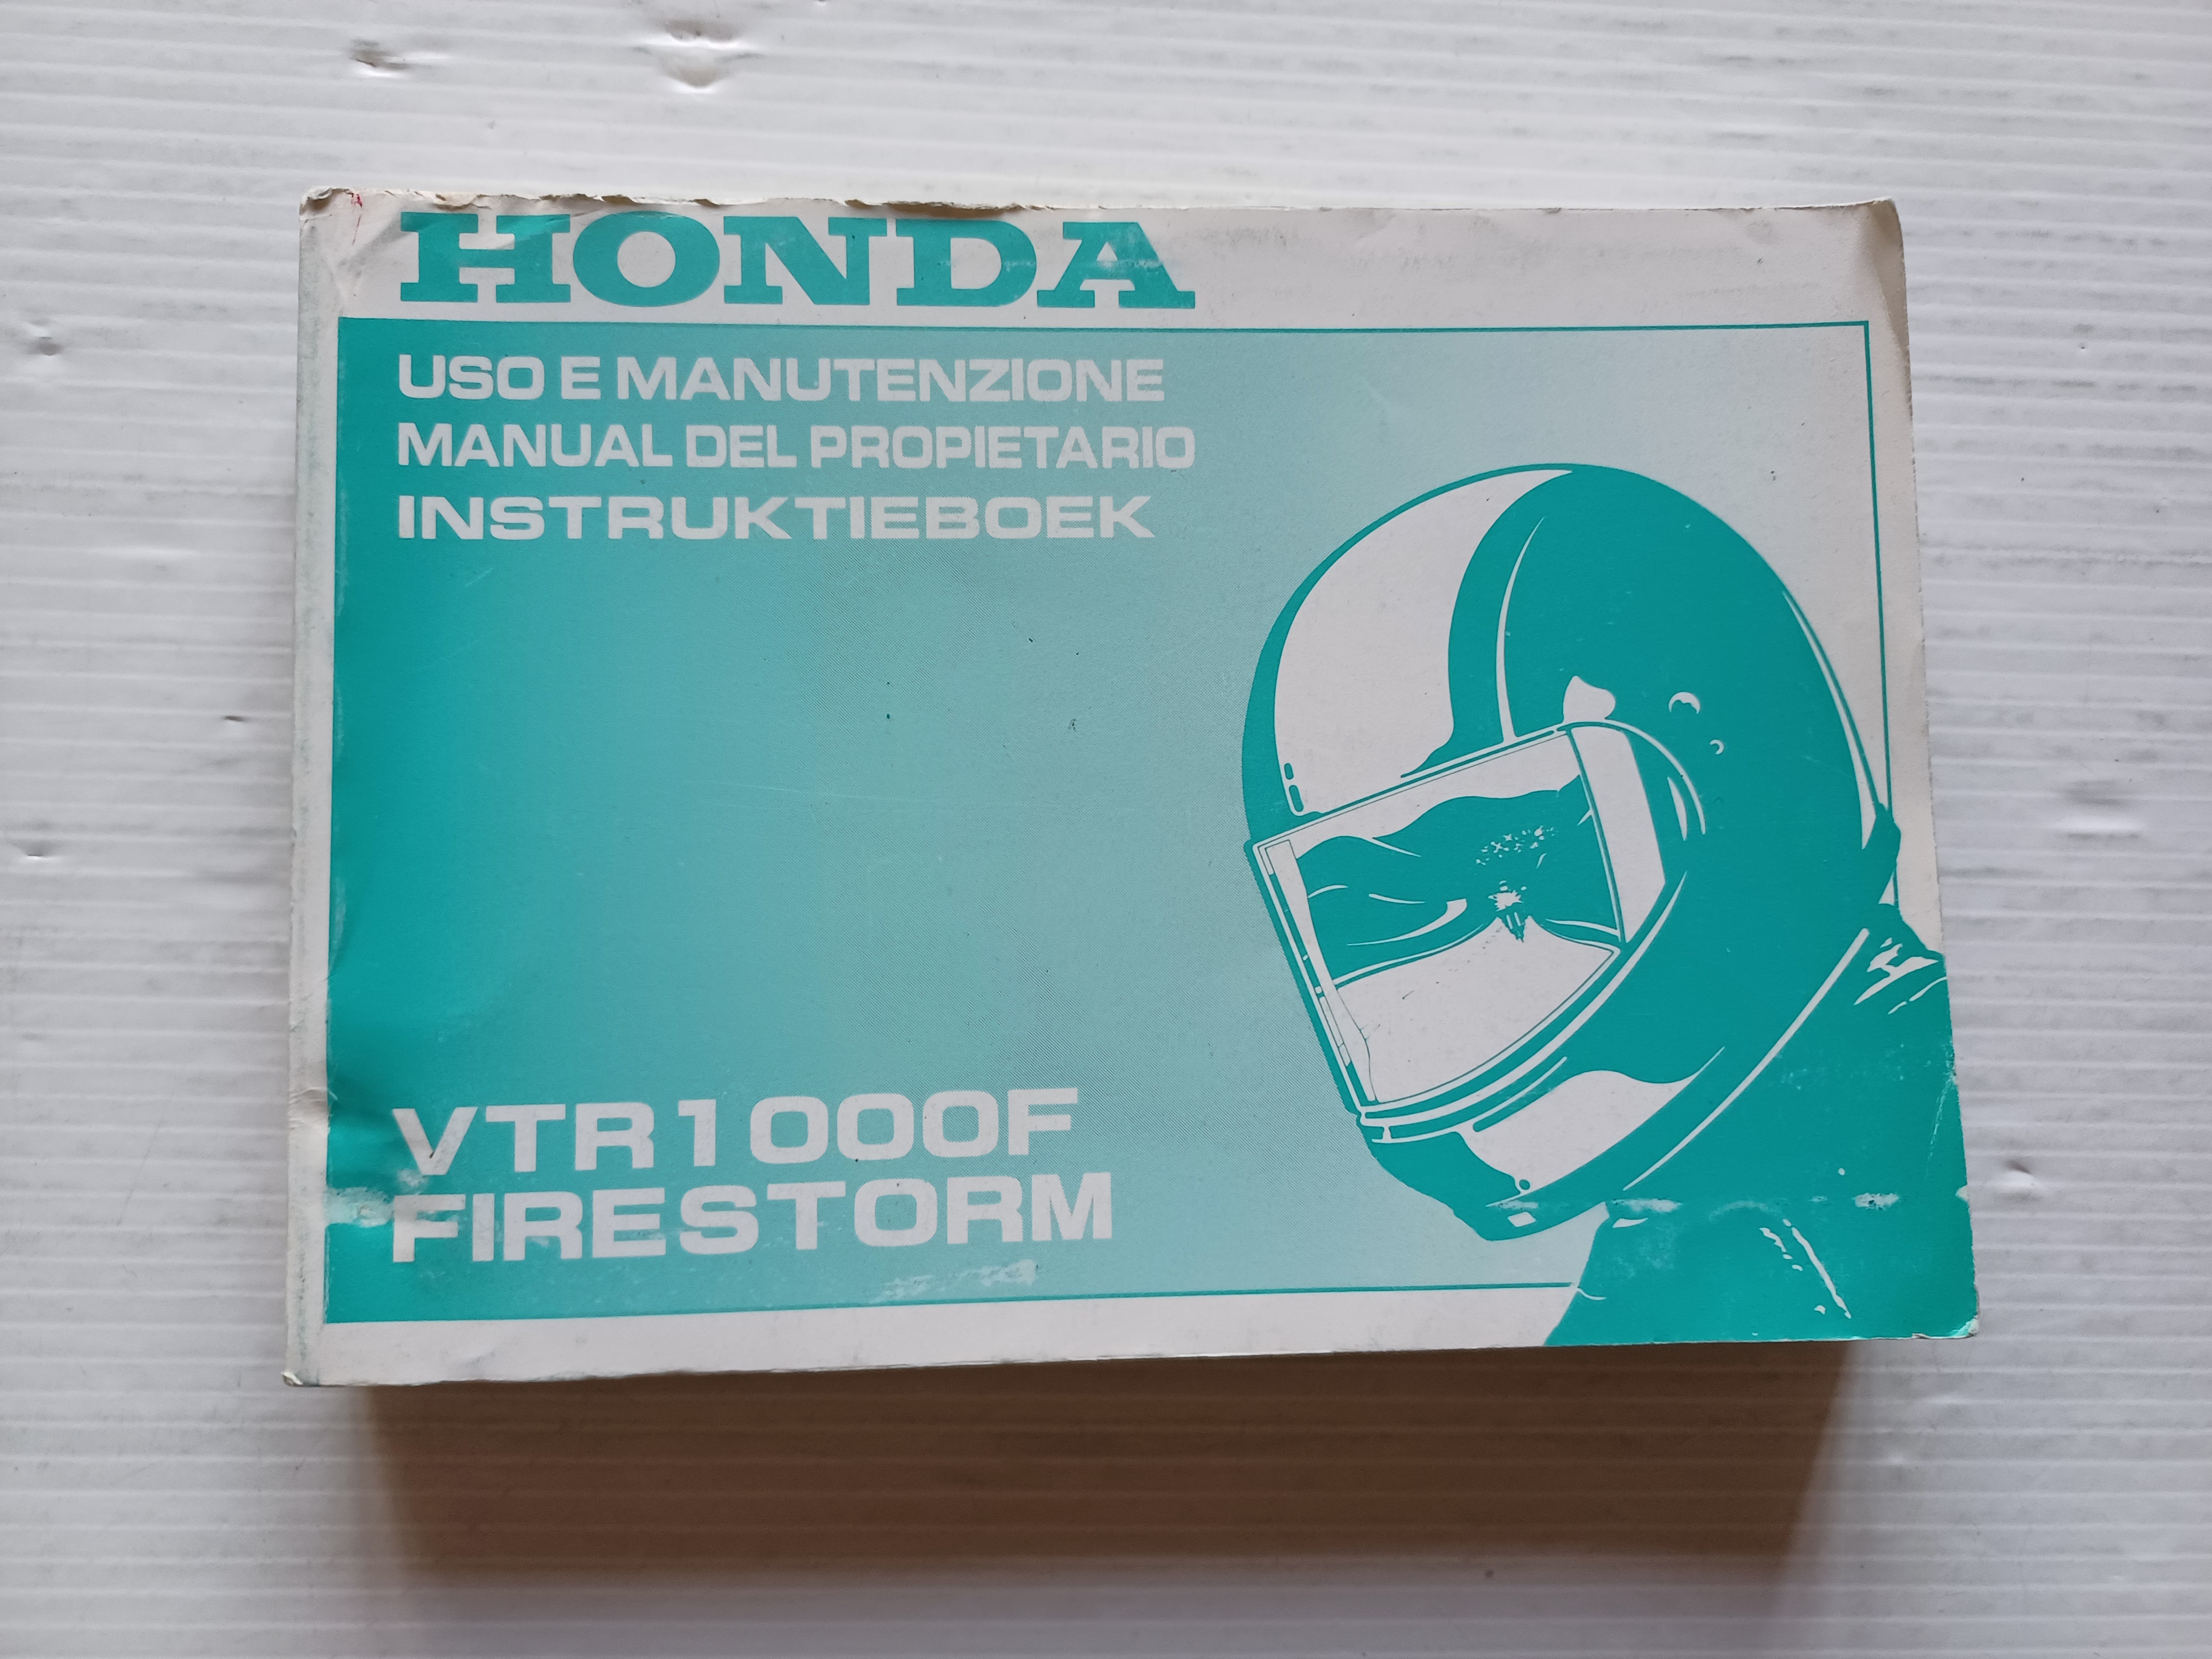 HONDA
USO E MANUTENZIONE
MANUAL DEL PROPIETARIO
INSTRUKTIEBOEK
VTR1000F
FIRESTORM